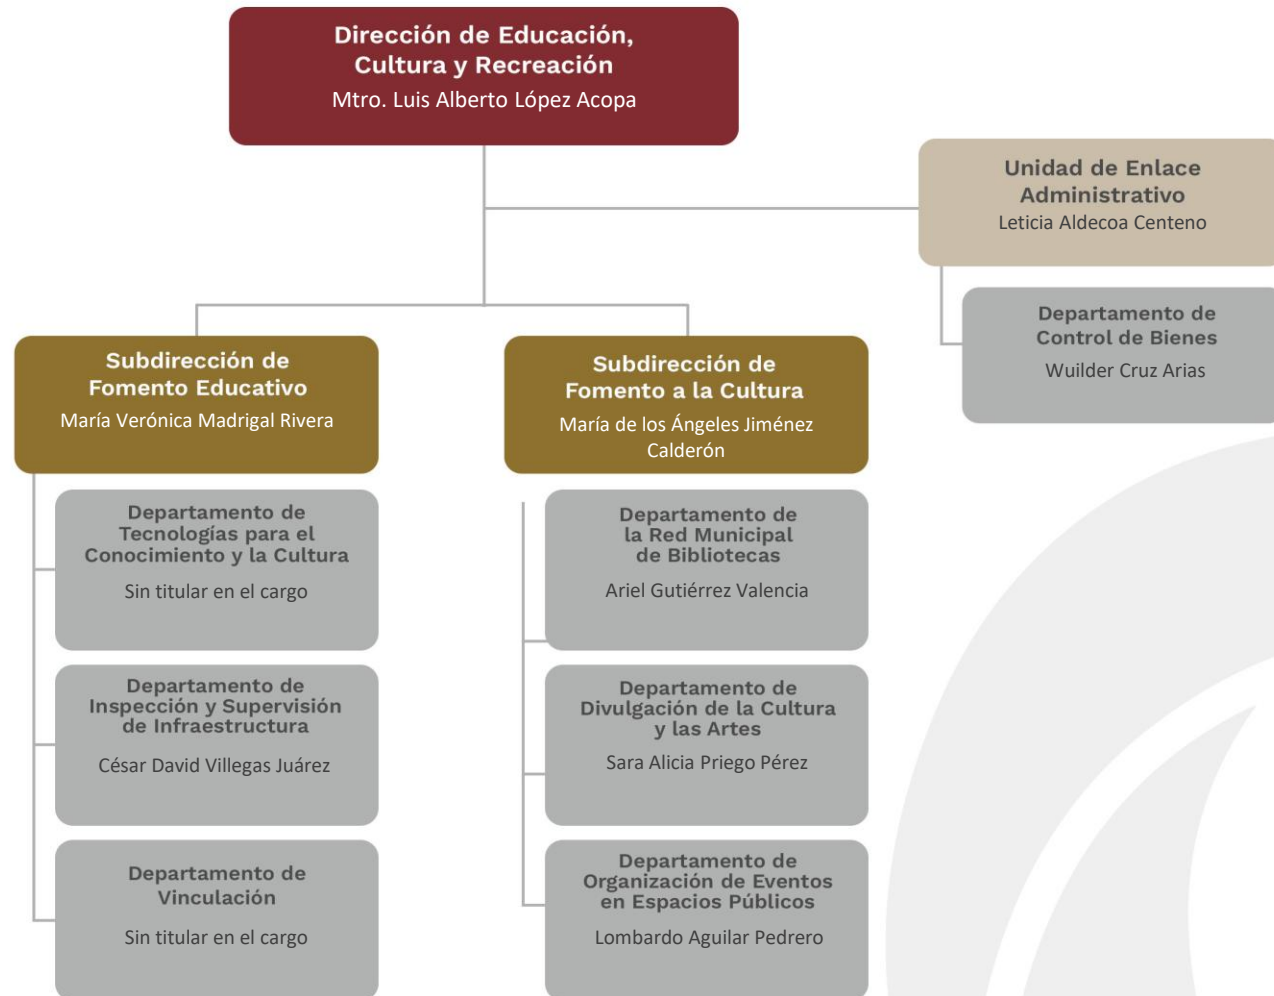 Dirección de Educación,
Cultura y Recreación
Mtro. Luis Alberto López Acopa
Unidad de Enlace
Administrativo
Leticia Aldecoa Centeno
Departamento de
Control de Bienes
Wuilder Cruz Arias
Subdirección de
Fomento Educativo
María Verónica Madrigal Rivera
Subdirección de
Fomento a la Cultura
María de los Ángeles Jiménez
Calderón
Departamento de
Tecnologías para el
Conocimiento y la Cultura
Sin titular en el cargo
Departamento de
Inspección y Supervisión
de Infraestructura
César David Villegas Juárez
Departamento de
Vinculación
Sin titular en el cargo
Departamento de
la Red Municipal
de Bibliotecas
Ariel Gutiérrez Valencia
Departamento de
Divulgación de la Cultura
y las Artes
Sara Alicia Priego Pérez
Departamento de
Organización de Eventos
en Espacios Públicos
Lombardo Aguilar Pedrero